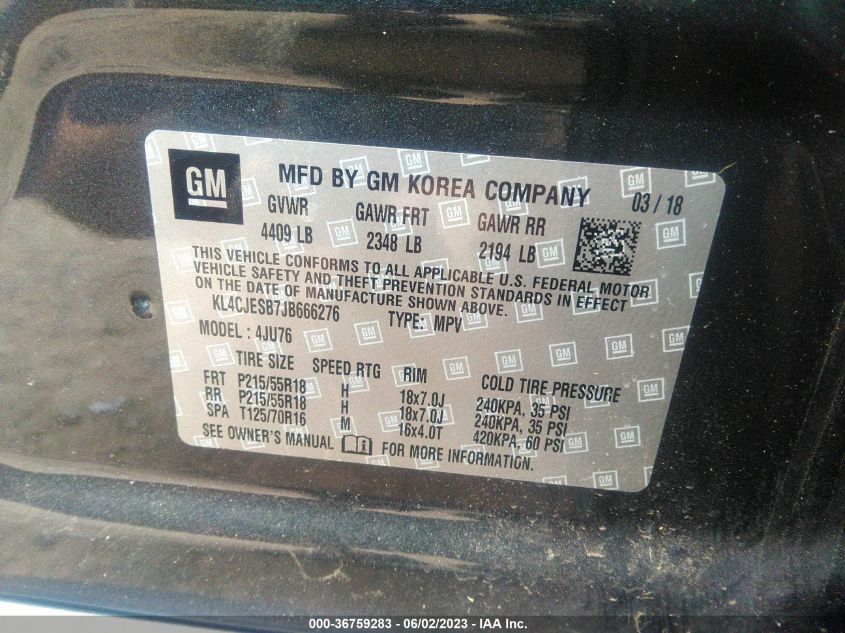 GM
MFD BY GM KOREA COMPANY 03 / 18
GVWR GAWR FRT GAWR RR
4409 LB 2348 LB 2194 LB
THIS VEHICLE CONFORMS TO ALL APPLICABLE U.S. FEDERAL MOTOR
VEHICLE SAFETY AND THEFT PREVENTION STANDARDS IN EFFECT
ON THE DATE OF MANUFACTURE SHOWN ABOVE.
KL4CJESB7JB666276 TYPE: MPV
MODEL: 4JU76
TIRE SIZE SPEED RTG RIM COLD TIRE PRESSURE
FRT P215/55R18 H 18x7.0J 240KPA, 35 PSI
RR P215/55R18 H 18x7.0J 240KPA, 35 PSI
SPA T125/70R16 M 16x4.0T 420KPA, 60 PSI
SEE OWNER'S MANUAL FOR MORE INFORMATION.
000-36759283 - 06/02/2023 - IAA Inc.